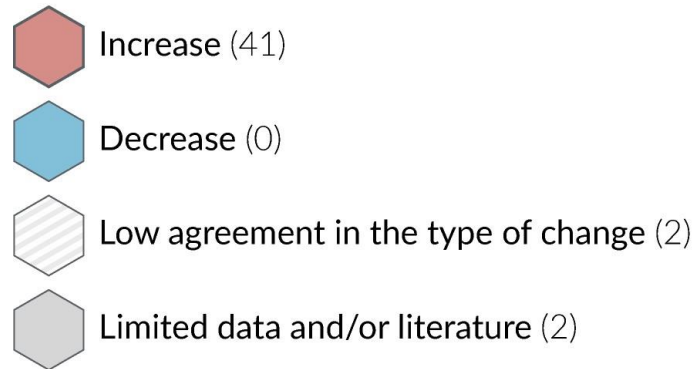 Increase (41)
Decrease (0)
Low agreement in the type of change (2)
Limited data and/or literature (2)